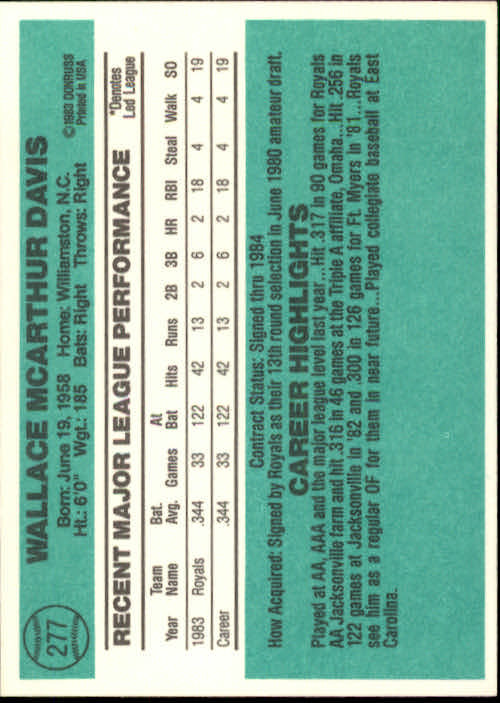 277
WALLACE MCARTHUR DAVIS
©1983 DONRUSS
Printed in USA
Born: June 19, 1958 Home: Williamston, N.C.
Ht.: 6'0" Wgt.: 185 Bats: Right Throws: Right
RECENT MAJOR LEAGUE PERFORMANCE
*Denotes
Led League
Year Team Name Bat. Avg. Games At Bat Hits Runs 2B 3B HR RBI Steal Walk SO
1983 Royals .344 33 122 42 13 2 6 2 18 4 4 19
Career .344 33 122 42 13 2 6 2 18 4 4 19
Contract Status: Signed thru 1984
How Acquired: Signed by Royals as their 13th round selection in June 1980 amateur draft.
CAREER HIGHLIGHTS
Played at AA, AAA and the major league level last year...Hit .317 in 90 games for Royals
AA Jacksonville farm and hit .316 in 46 games at the Triple A affiliate, Omaha...Hit .256 in
122 games at Jacksonville in '82 and .300 in 126 games for Ft. Myers in '81...Royals
see him as a regular OF for them in near future...Played collegiate baseball at East
Carolina.